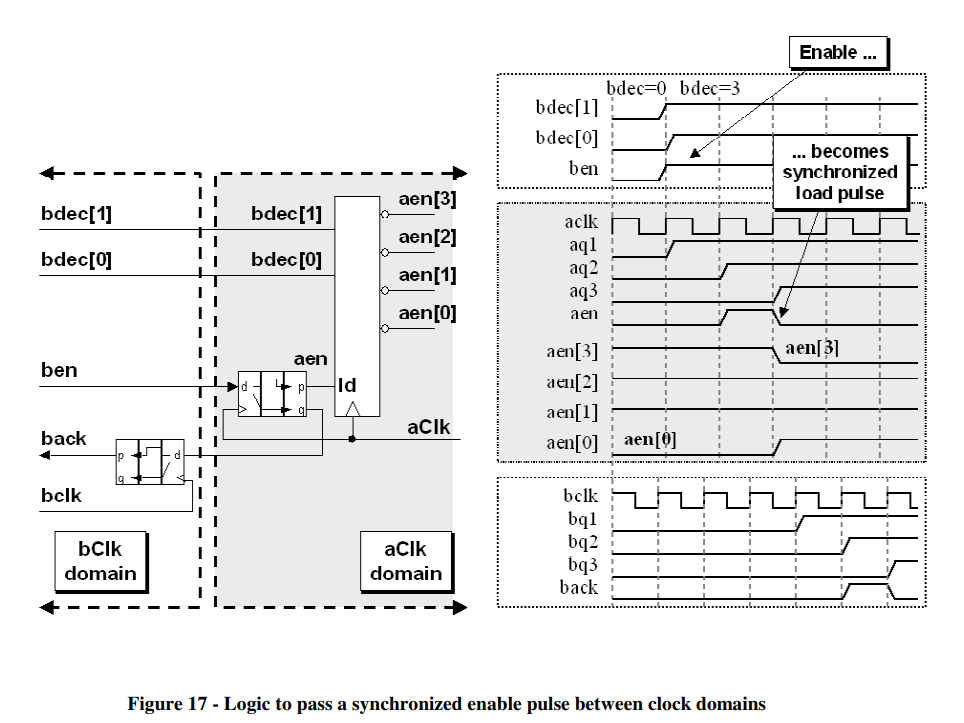 Enable ...
bdec=0 bdec=3
bdec[1]
bdec[0]
ben
... becomes
synchronized
load pulse
aclk
aq1
aq2
aq3
aen
aen[3]
aen[3]
aen[2]
aen[1]
aen[0]
aen[0]
bclk
bq1
bq2
bq3
back
bdec[1]
bdec[1]
aen[3]
aen[2]
bdec[0]
bdec[0]
aen[1]
aen[0]
ben
aen
d
p
q
ld
aClk
back
p
d
q
bclk
bClk
domain
aClk
domain
Figure 17 - Logic to pass a synchronized enable pulse between clock domains